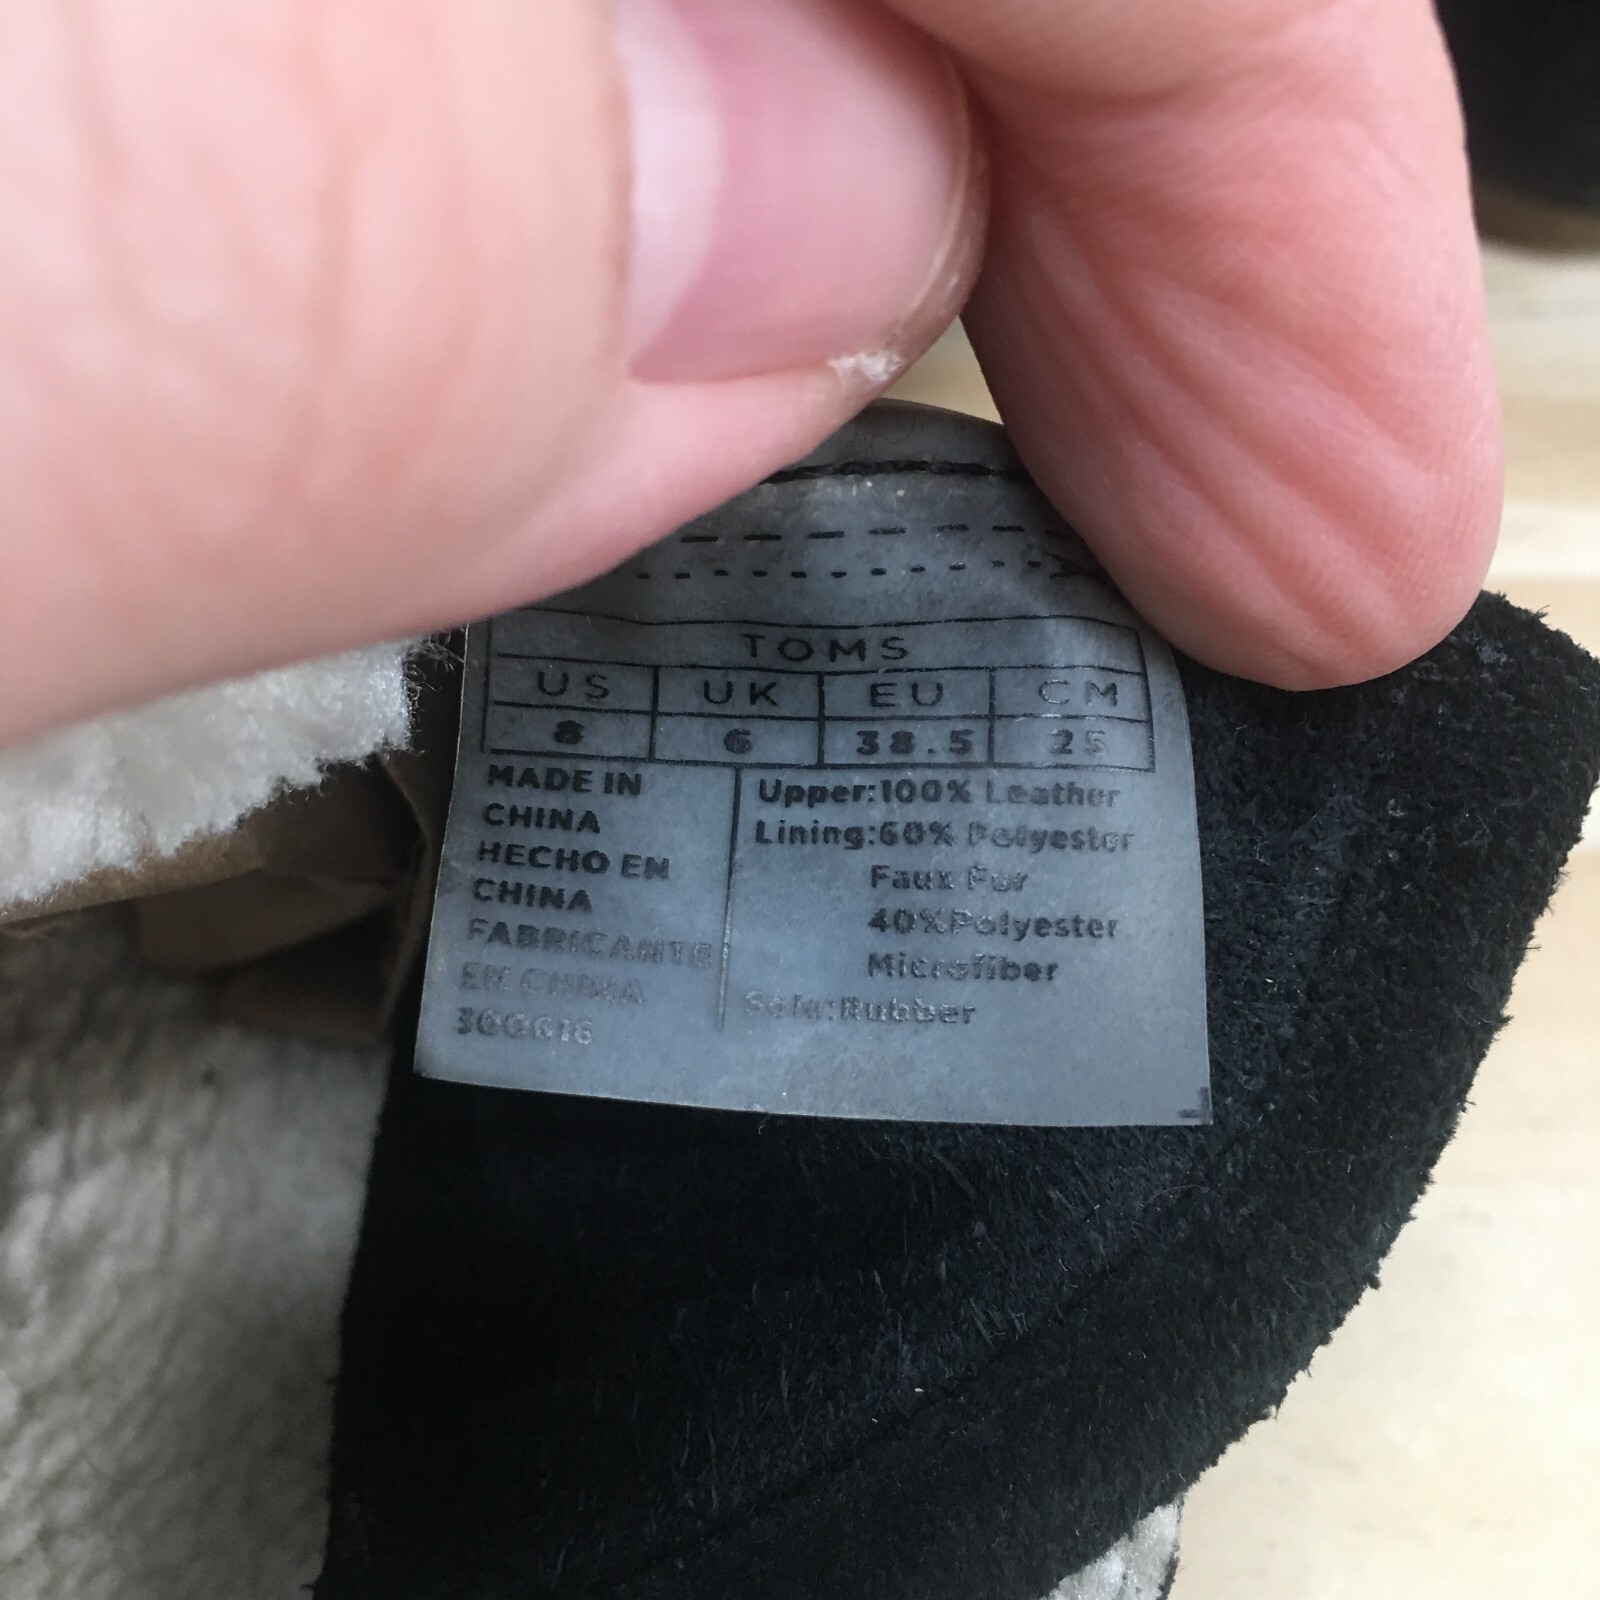 TOMS
US UK EU CM
8 6 38.5 25
MADE IN
CHINA
HECHO EN
CHINA
FABRICANTE
EN CHINA
Upper:100% Leather
Lining:60% Polyester
Faux Fur
40%Polyester
Microfiber
Sole:Rubber